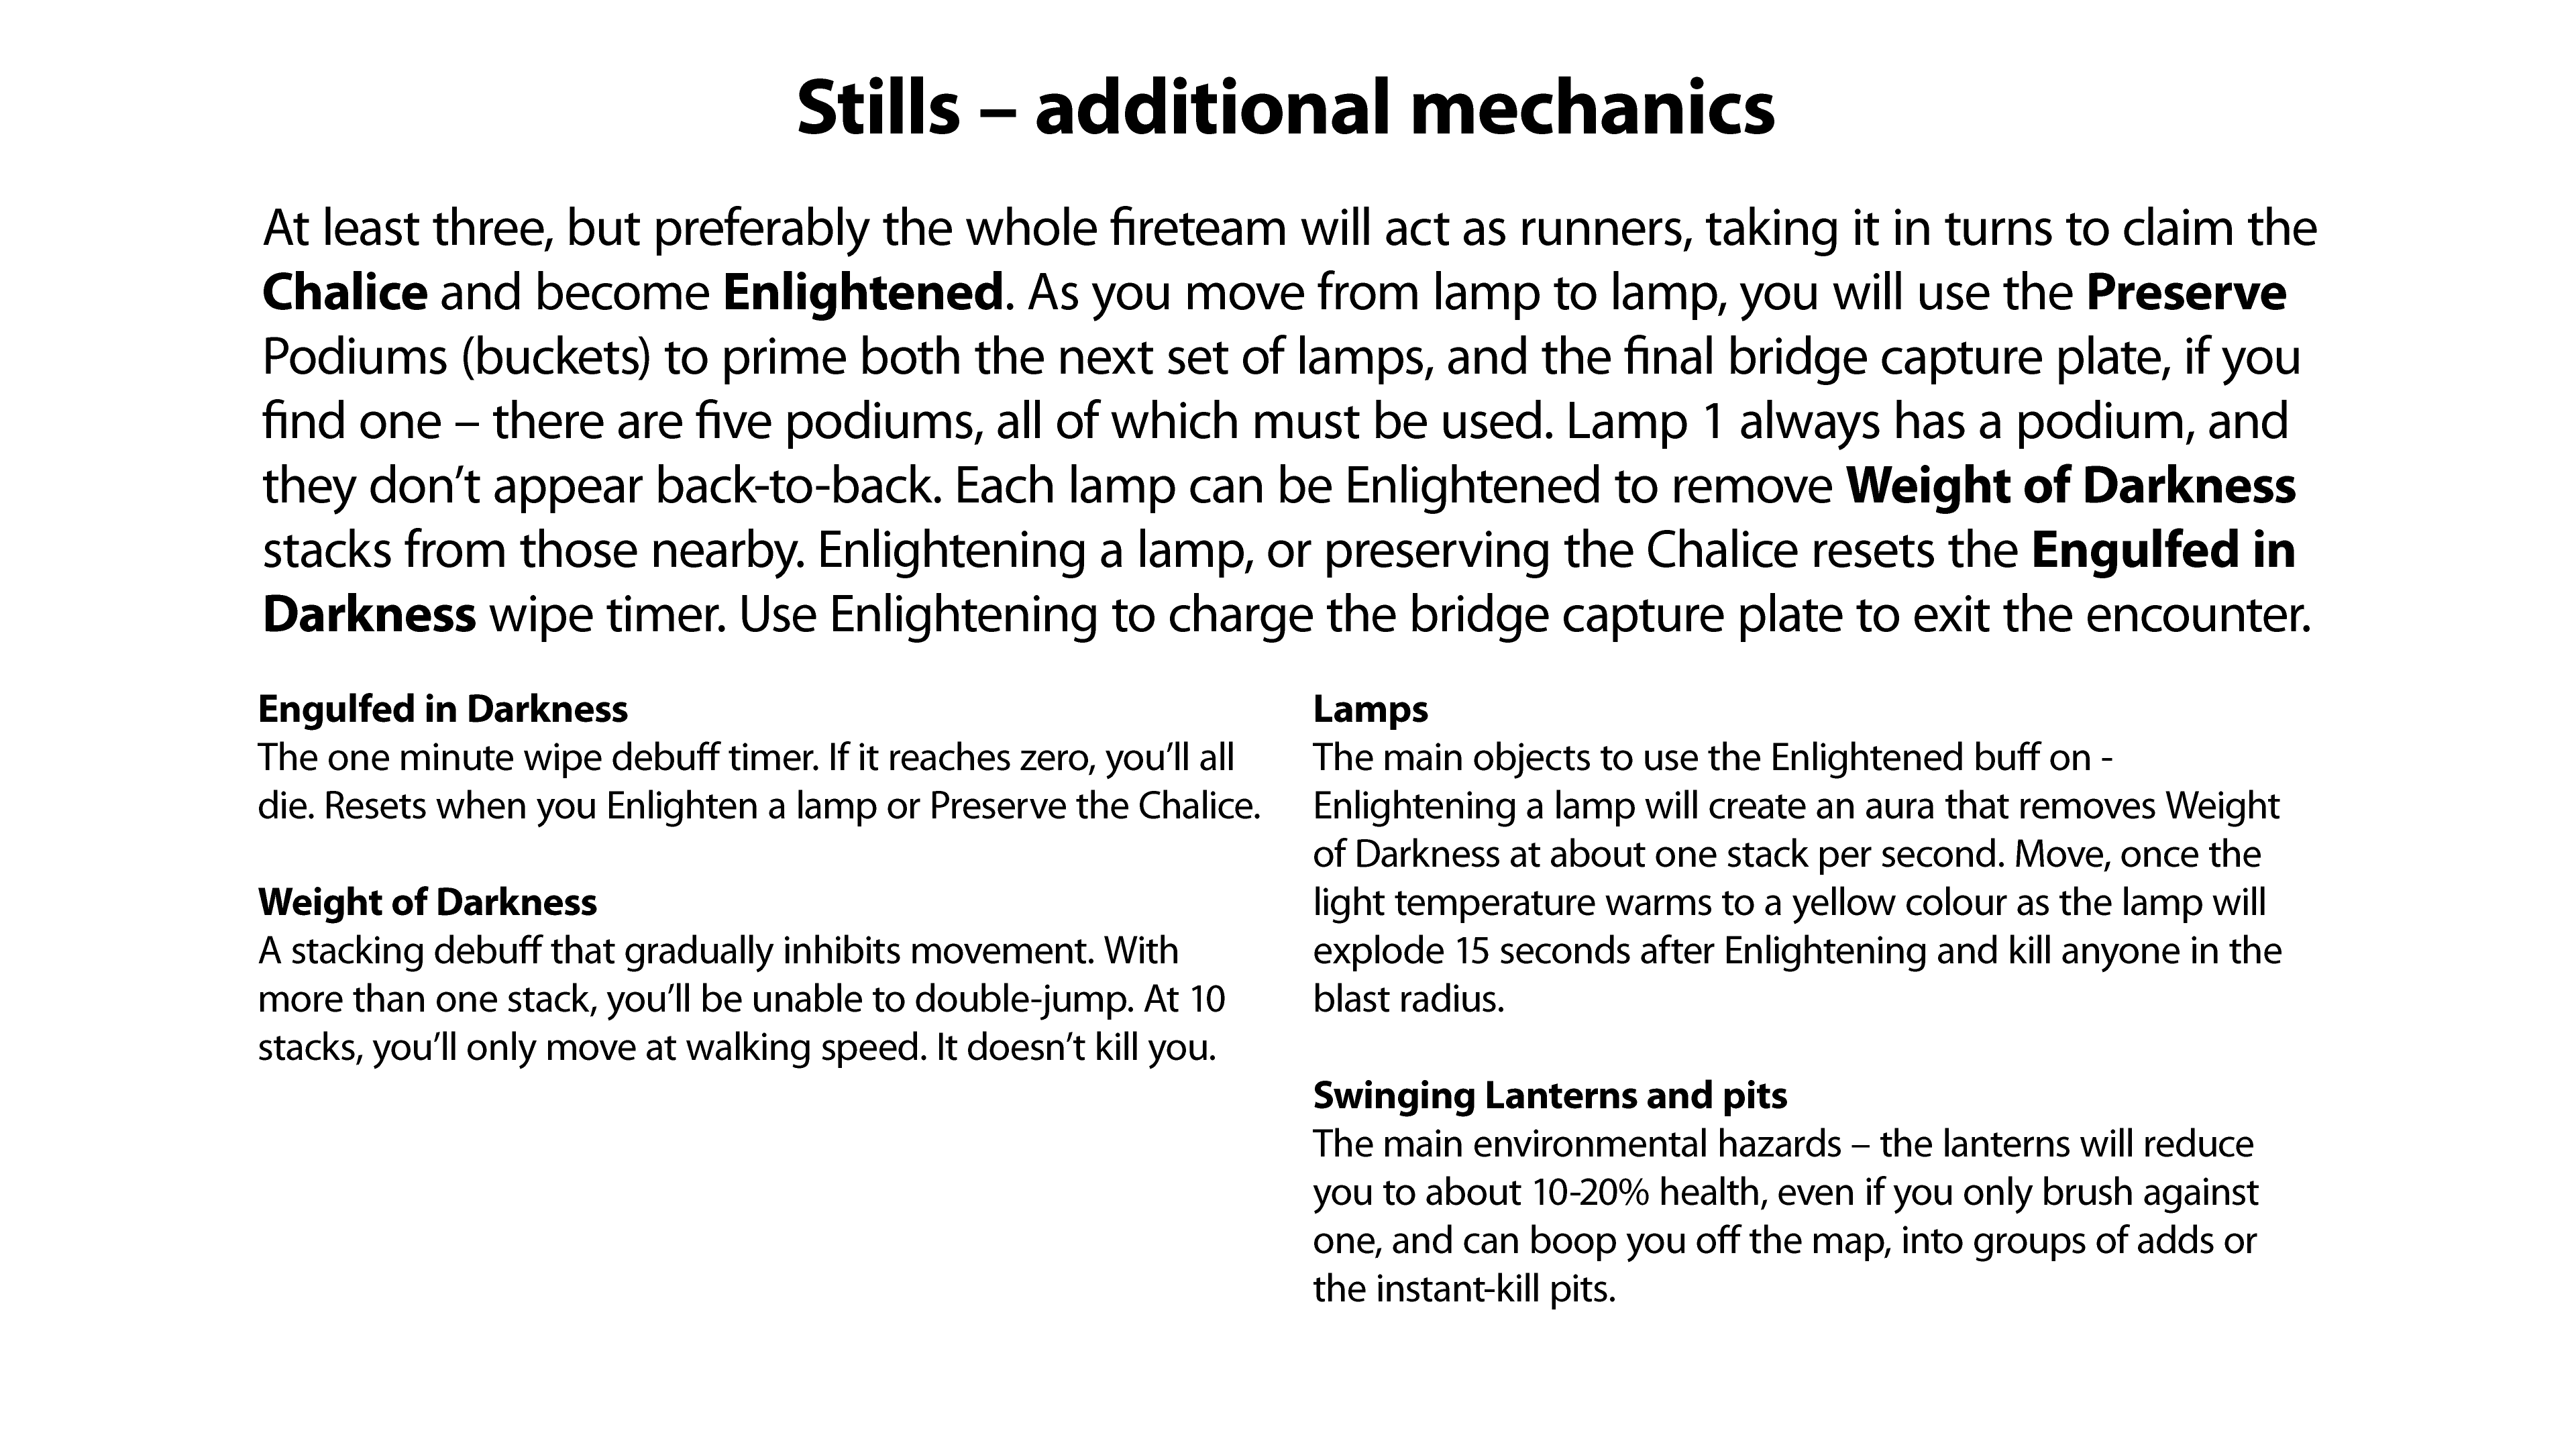 Stills – additional mechanics
At least three, but preferably the whole fireteam will act as runners, taking it in turns to claim the
Chalice and become Enlightened. As you move from lamp to lamp, you will use the Preserve
Podiums (buckets) to prime both the next set of lamps, and the final bridge capture plate, if you
find one – there are five podiums, all of which must be used. Lamp 1 always has a podium, and
they don’t appear back-to-back. Each lamp can be Enlightened to remove Weight of Darkness
stacks from those nearby. Enlightening a lamp, or preserving the Chalice resets the Engulfed in
Darkness wipe timer. Use Enlightening to charge the bridge capture plate to exit the encounter.
Engulfed in Darkness
The one minute wipe debuff timer. If it reaches zero, you’ll all
die. Resets when you Enlighten a lamp or Preserve the Chalice.
Weight of Darkness
A stacking debuff that gradually inhibits movement. With
more than one stack, you’ll be unable to double-jump. At 10
stacks, you’ll only move at walking speed. It doesn’t kill you.
Lamps
The main objects to use the Enlightened buff on -
Enlightening a lamp will create an aura that removes Weight
of Darkness at about one stack per second. Move, once the
light temperature warms to a yellow colour as the lamp will
explode 15 seconds after Enlightening and kill anyone in the
blast radius.
Swinging Lanterns and pits
The main environmental hazards – the lanterns will reduce
you to about 10-20% health, even if you only brush against
one, and can boop you off the map, into groups of adds or
the instant-kill pits.